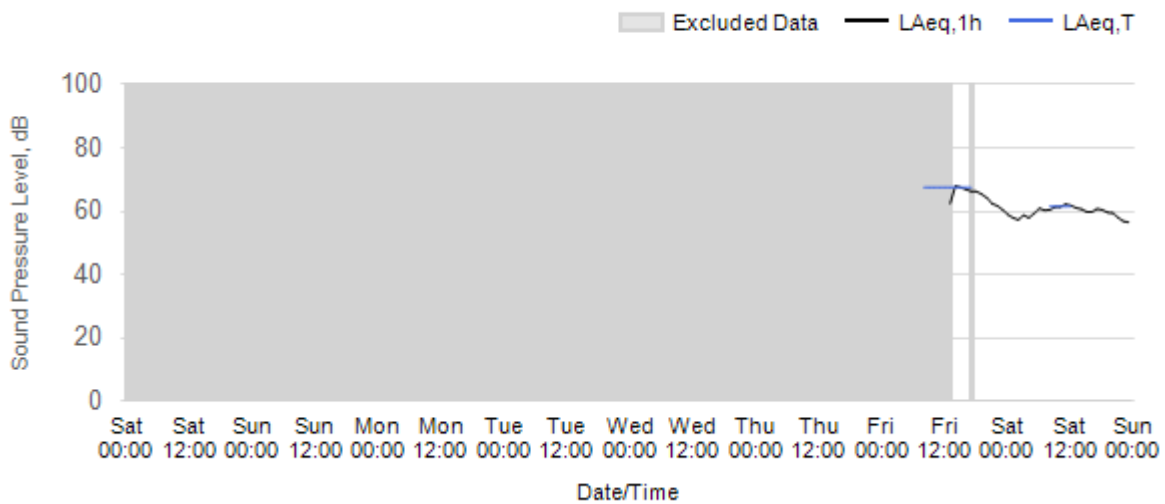 Excluded Data LAeq,1h LAeq,T
100
80
60
40
20
0
Sound Pressure Level, dB
Sat Sat Sun Sun Mon Mon Tue Tue Wed Wed Thu Thu Fri Fri Sat Sat Sun
00:00 12:00 00:00 12:00 00:00 12:00 00:00 12:00 00:00 12:00 00:00 12:00 00:00 12:00 00:00 12:00 00:00
Date/Time